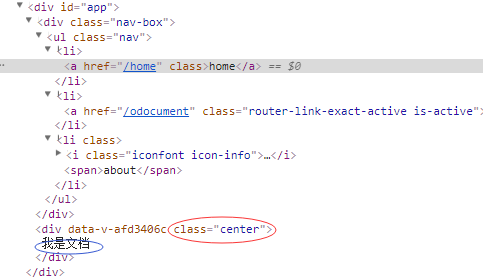 ▼<div id="app">
▼<div class="nav-box">
▼<ul class="nav">
▼<li>
… <a href="/home" class>home</a> == $0
</li>
▼<li>
<a href="/odocument" class="router-link-exact-active is-active">
</li>
▼<li class>
▶<i class="iconfont icon-info">…</i>
<span>about</span>
</li>
</ul>
</div>
<div data-v-afd3406c class="center">
我是文档
</div>
</div>